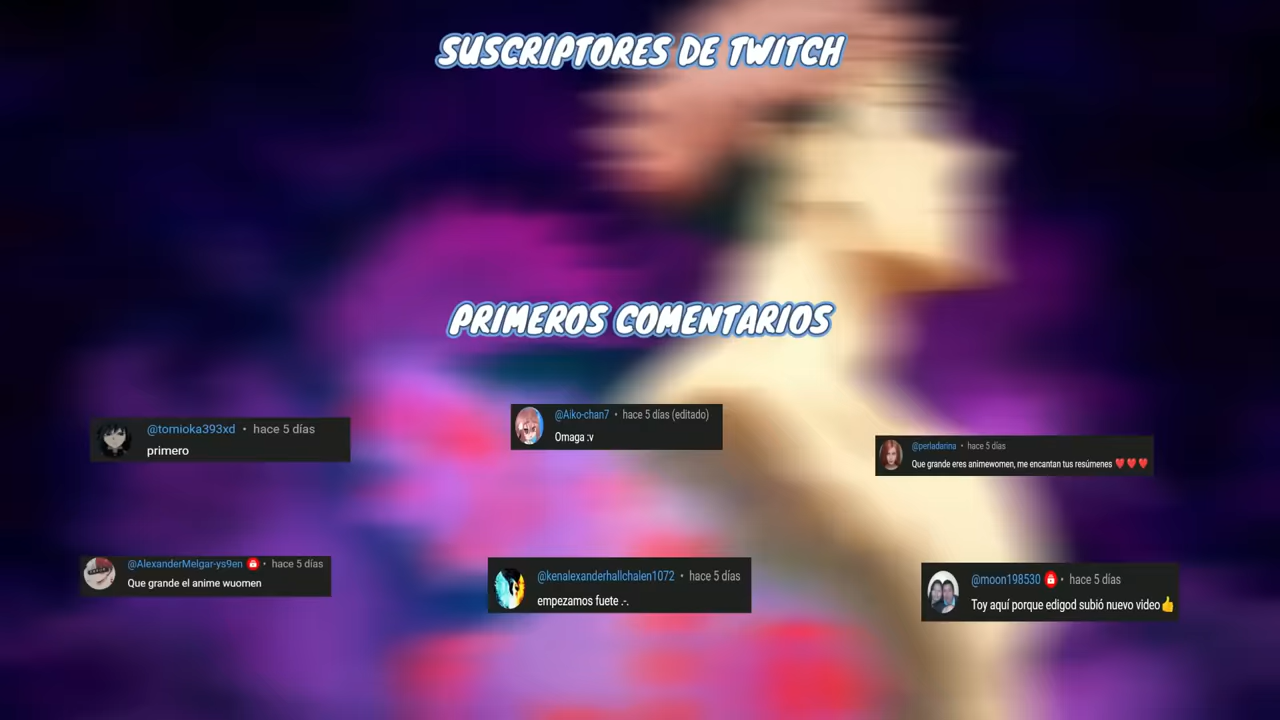 SUSCRIPTORES DE TWITCH
PRIMEROS COMENTARIOS
@tomioka393xd • hace 5 días
primero
@Aiko-chan7 • hace 5 días (editado)
Omaga :v
@perladarina • hace 5 días
Que grande eres animewomen, me encantan tus resúmenes ❤️❤️❤️
@AlexanderMelgar-ys9en • hace 5 días
Que grande el anime wuomen
@kenalexanderhallchalen1072 • hace 5 días
empezamos fuete .-.
@moon198530 • hace 5 días
Toy aquí porque edigod subió nuevo video👍